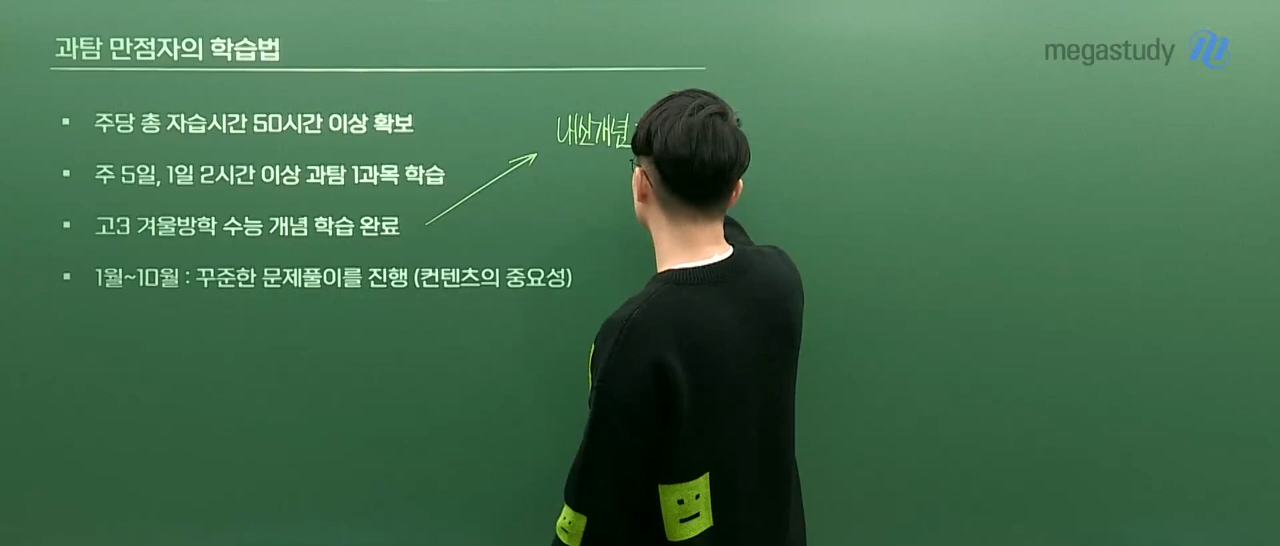 과탐 만점자의 학습법
megastudy
주당 총 자습시간 50시간 이상 확보
내신개념
주 5일, 1일 2시간 이상 과탐 1과목 학습
고3 겨울방학 수능 개념 학습 완료
1월~10월 : 꾸준한 문제풀이를 진행 (컨텐츠의 중요성)